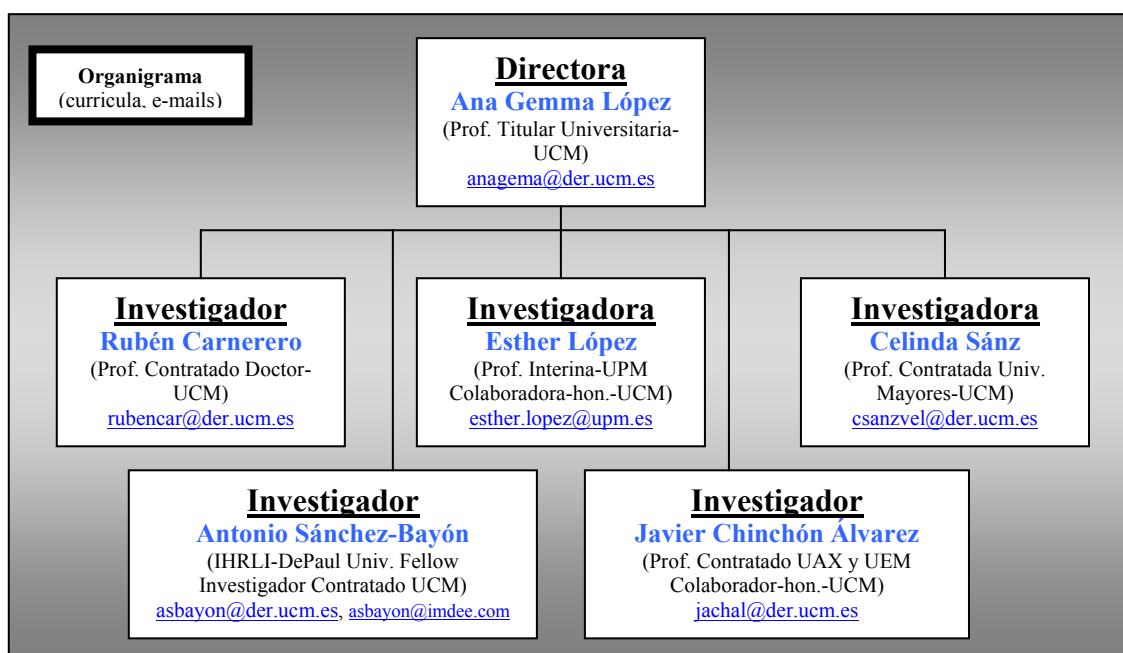 Organigrama
(curricula, e-mails)
Directora
Ana Gemma López
(Prof. Titular Universitaria-
UCM)
anagema@der.ucm.es
Investigador
Rubén Carnerero
(Prof. Contratado Doctor-
UCM)
rubencar@der.ucm.es
Investigadora
Esther López
(Prof. Interina-UPM
Colaboradora-hon.-UCM)
esther.lopez@upm.es
Investigadora
Celinda Sánz
(Prof. Contratada Univ.
Mayores-UCM)
csanzvel@der.ucm.es
Investigador
Antonio Sánchez-Bayón
(IHRLI-DePaul Univ. Fellow
Investigador Contratado UCM)
asbayon@der.ucm.es, asbayon@imdee.com
Investigador
Javier Chinchón Álvarez
(Prof. Contratado UAX y UEM
Colaborador-hon.-UCM)
jachal@der.ucm.es